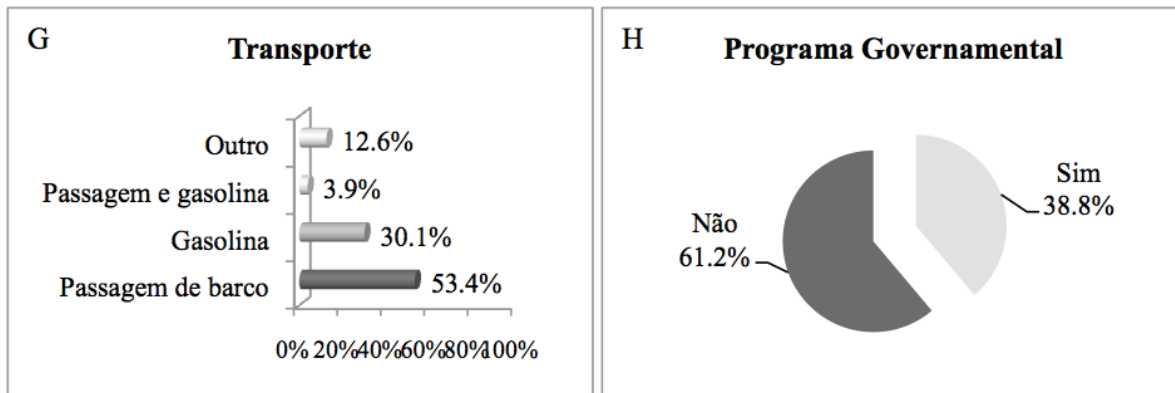 G
Transporte
Outro 12.6%
Passagem e gasolina 3.9%
Gasolina 30.1%
Passagem de barco 53.4%
0% 20% 40% 60% 80% 100%
H
Programa Governamental
Sim
38.8%
Não
61.2%